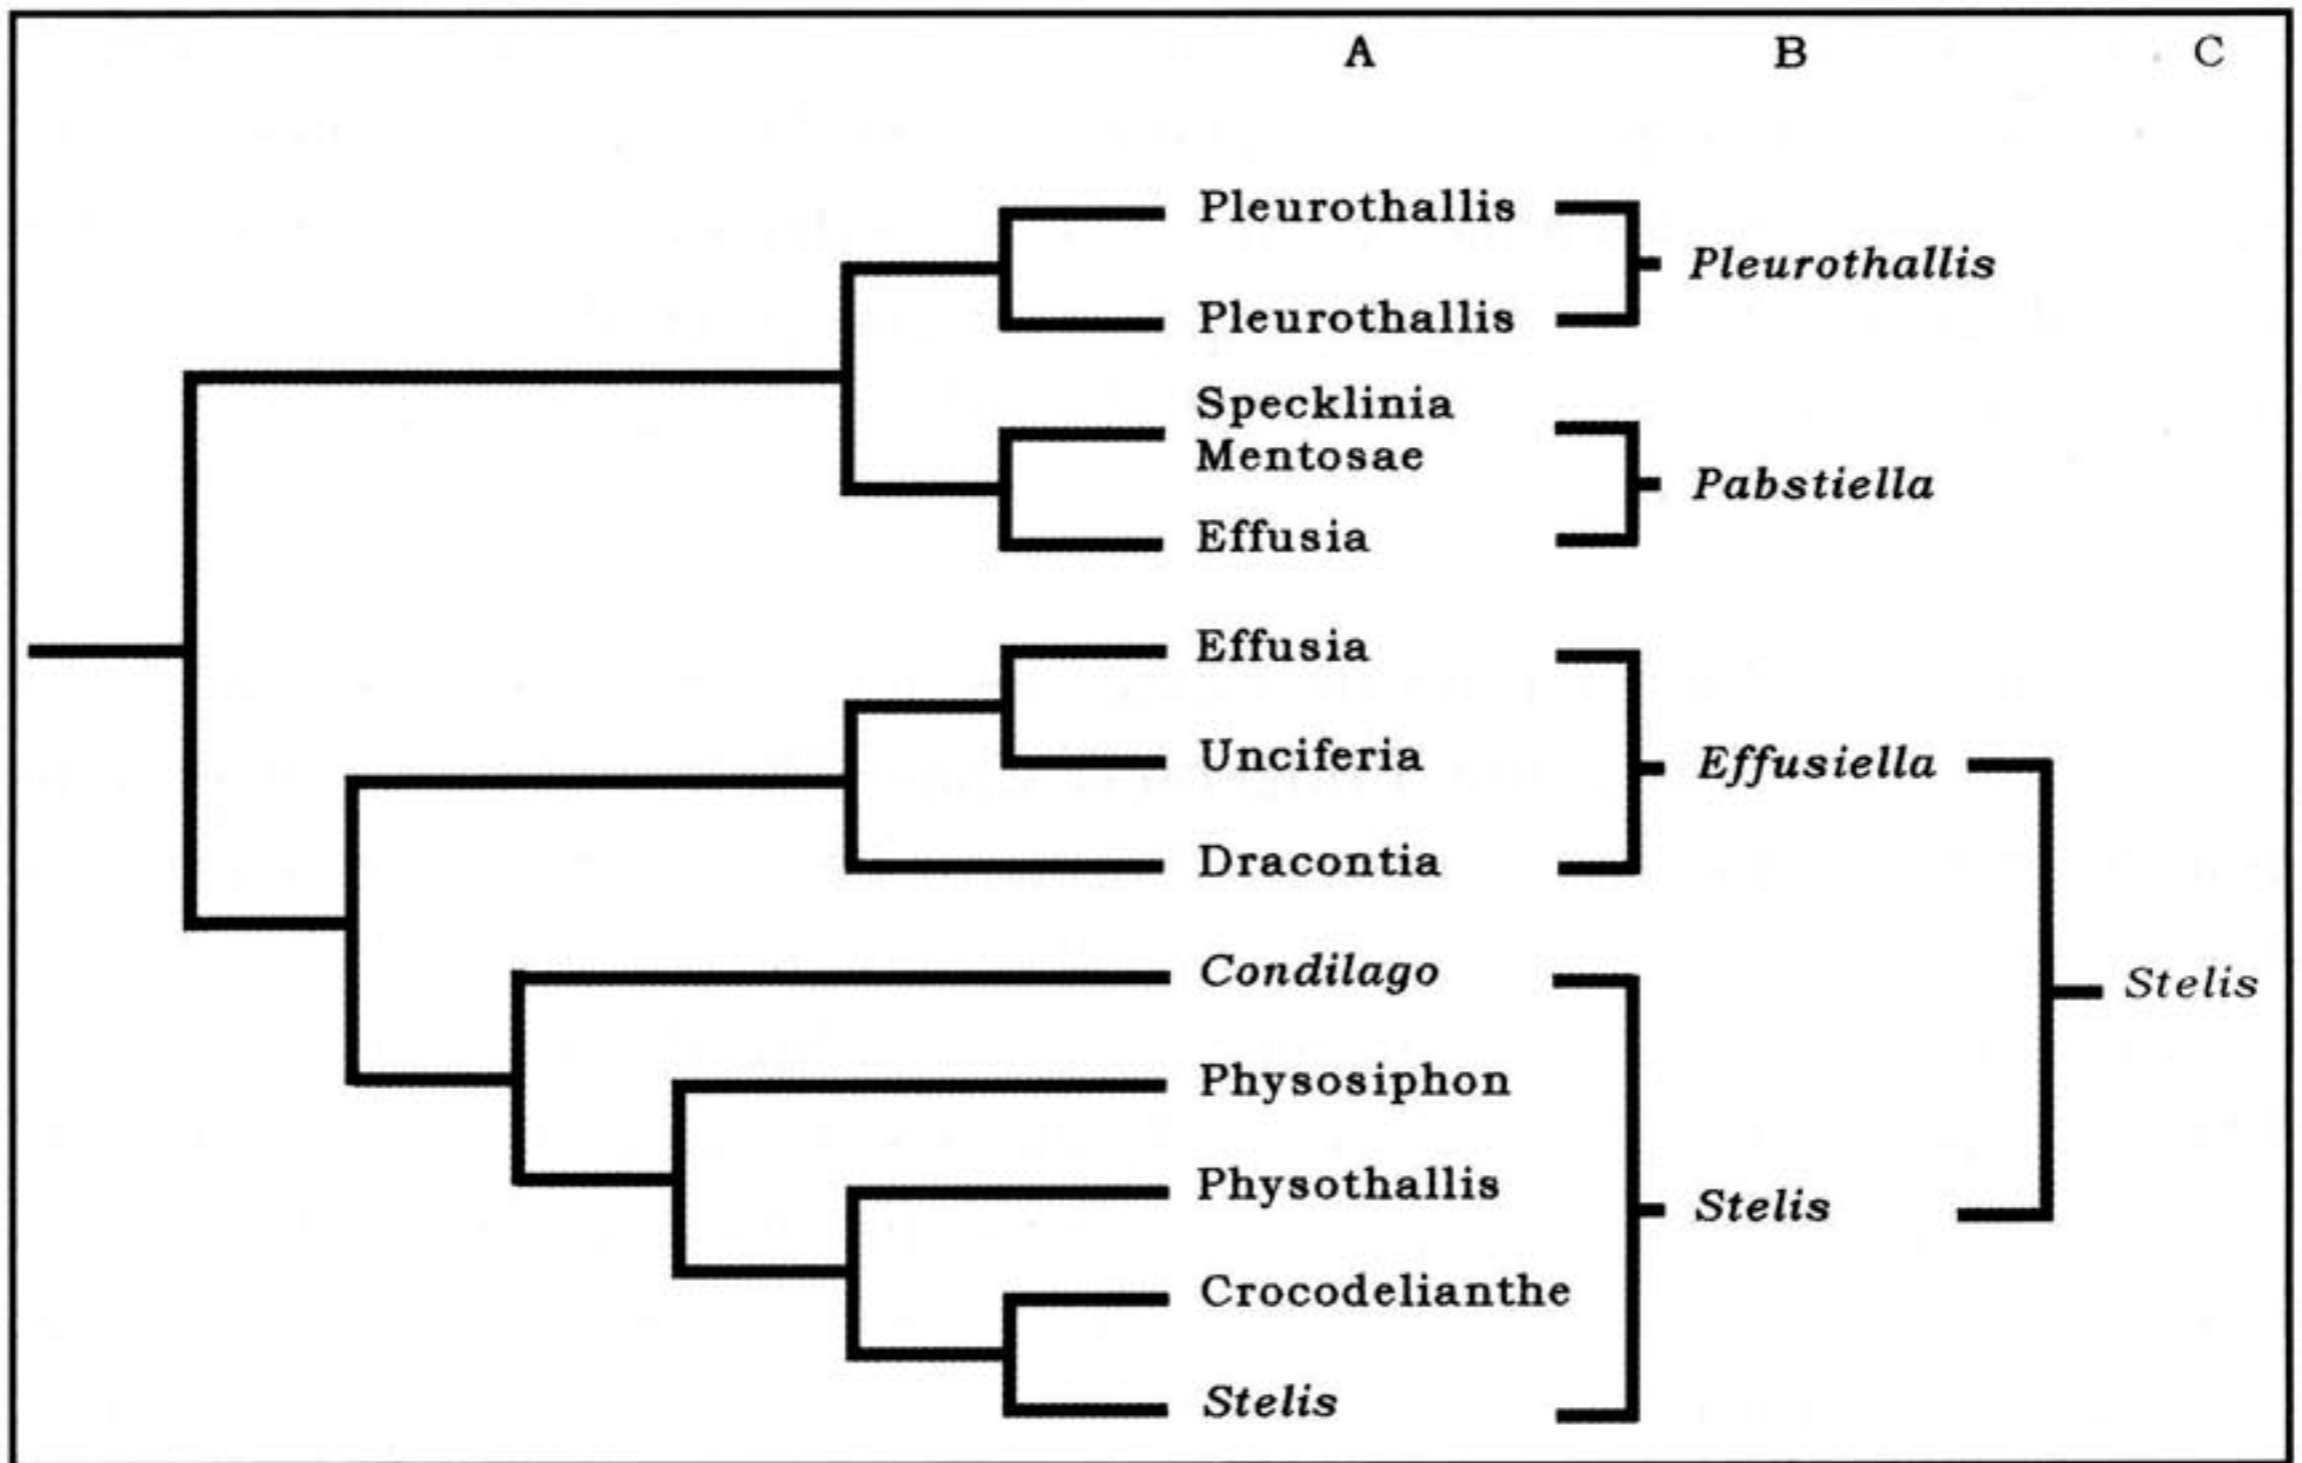 A B C
Pleurothallis
Pleurothallis
Pleurothallis
Specklinia
Mentosae
Pabstiella
Effusia
Effusia
Unciferia
Effusiella
Dracontia
Condilago
Stelis
Physosiphon
Physothallis
Stelis
Crocodelianthe
Stelis